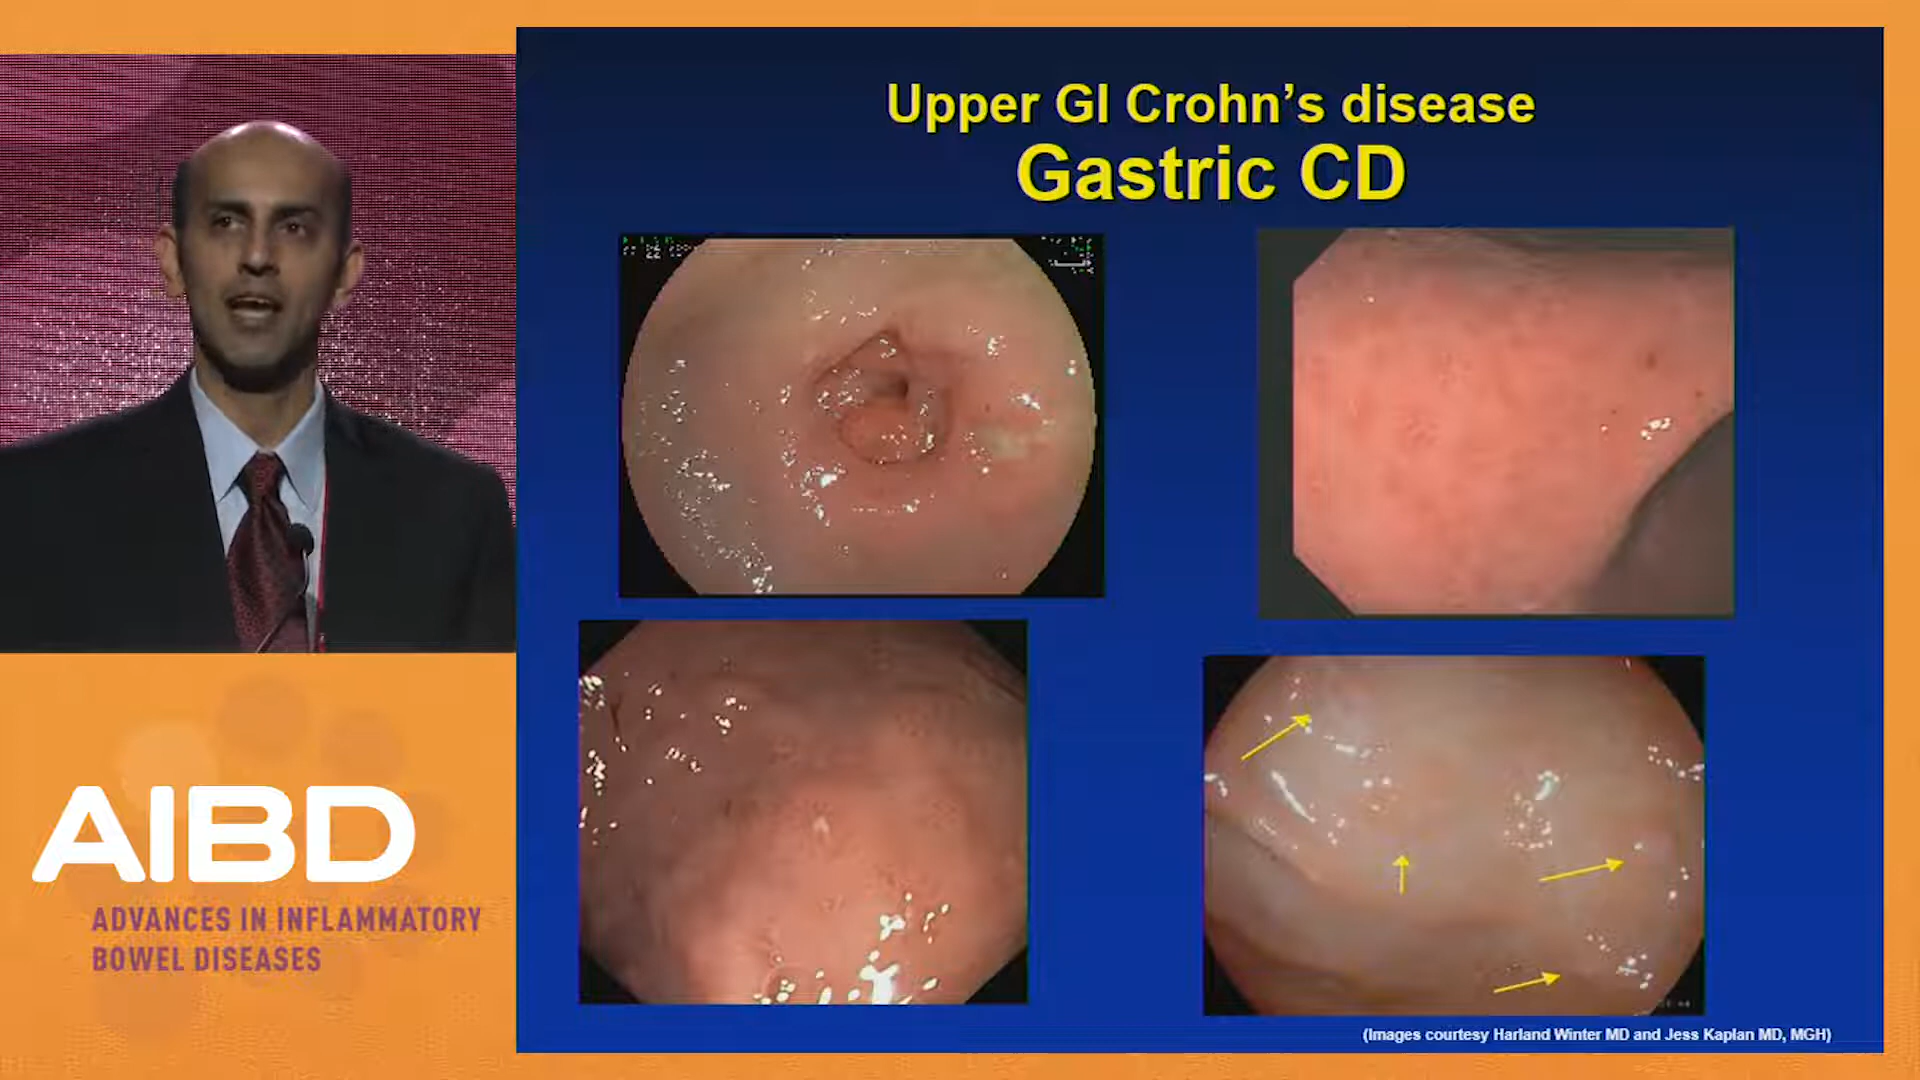 Upper GI Crohn’s disease
Gastric CD
AIBD
ADVANCES IN INFLAMMATORY
BOWEL DISEASES
(Images courtesy Harland Winter MD and Jess Kaplan MD, MGH)